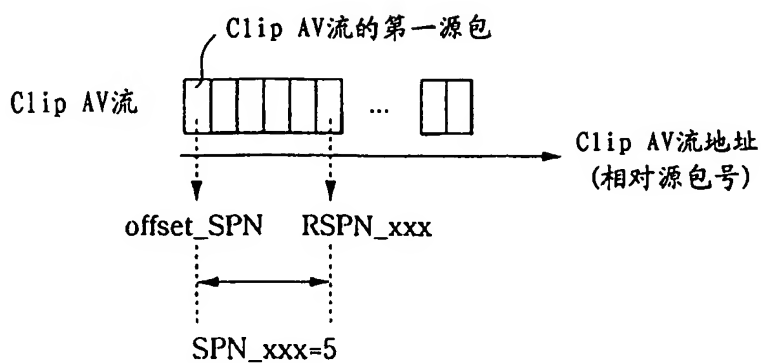 Clip AV流的第一源包
Clip AV流
...
Clip AV流地址
(相对源包号)
offset_SPN
RSPN_xxx
SPN_xxx=5